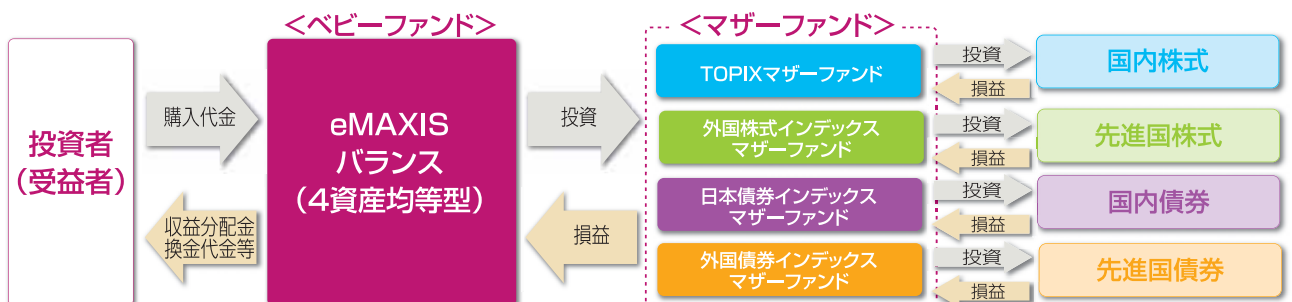 <ベビーファンド>
<マザーファンド>
投資者
(受益者)
購入代金
収益分配金
換金代金等
eMAXIS
バランス
(4資産均等型)
投資
損益
TOPIXマザーファンド
投資
損益
国内株式
外国株式インデックス
マザーファンド
投資
損益
先進国株式
日本債券インデックス
マザーファンド
投資
損益
国内債券
外国債券インデックス
マザーファンド
投資
損益
先進国債券